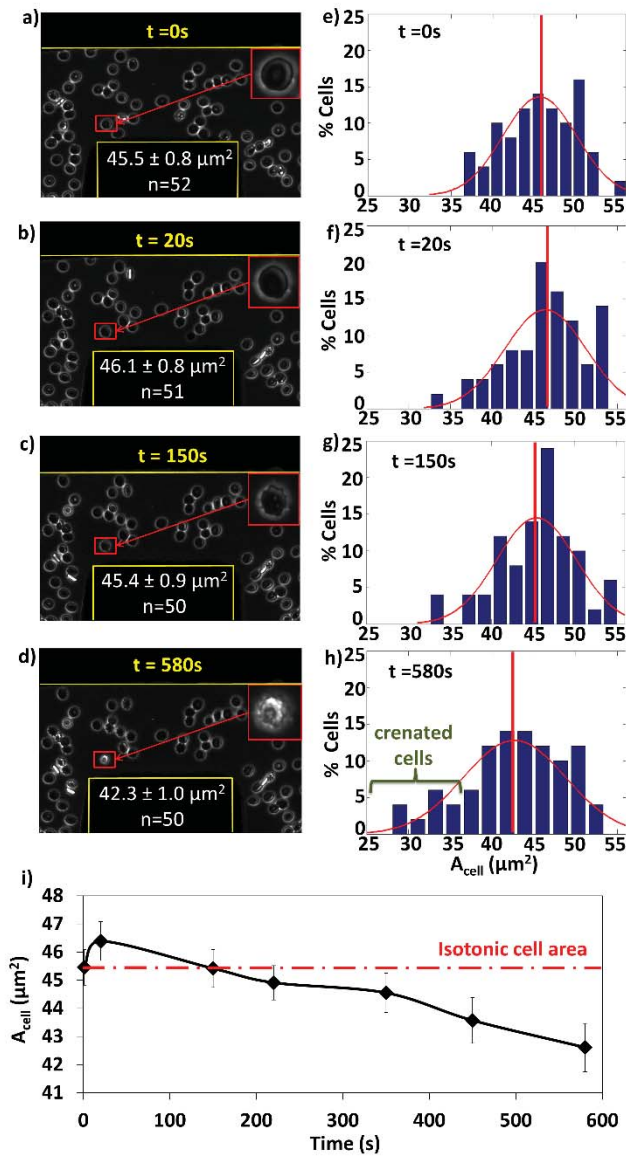 a)
t =0s
45.5 ± 0.8 µm²
n=52
b)
t = 20s
46.1 ± 0.8 µm²
n=51
c)
t = 150s
45.4 ± 0.9 µm²
n=50
d)
t = 580s
42.3 ± 1.0 µm²
n=50
e)
t =0s
% Cells
25
20
15
10
5
0
25 30 35 40 45 50 55
f)
t =20s
% Cells
25
20
15
10
5
0
25 30 35 40 45 50 55
g)
t =150s
% Cells
25
20
15
10
5
0
25 30 35 40 45 50 55
h)
t =580s
crenated
cells
% Cells
25
20
15
10
5
0
25 30 35 40 45 50 55
A cell (µm²)
i)
Isotonic cell area
A cell (µm²)
48
47
46
45
44
43
42
41
0 100 200 300 400 500 600
Time (s)